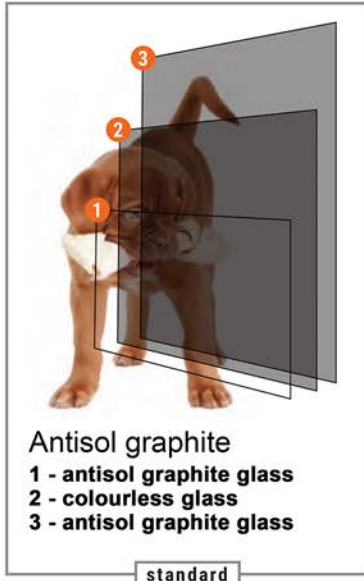 3
2
1
Antisol graphite
1 - antisol graphite glass
2 - colourless glass
3 - antisol graphite glass
standard